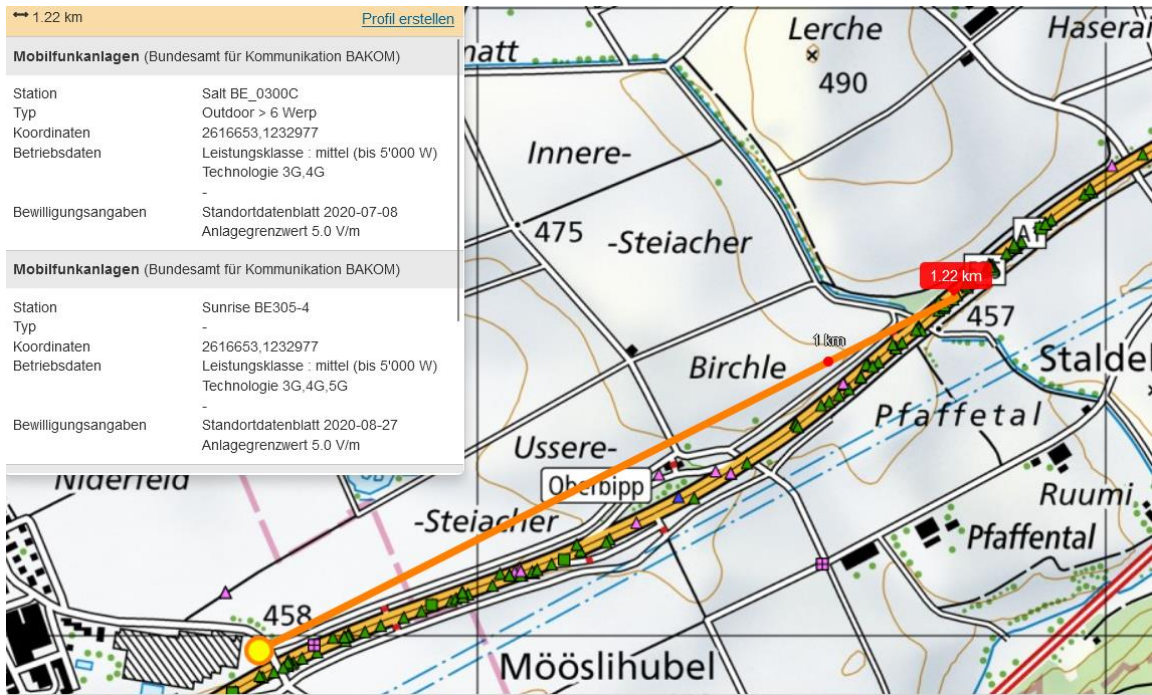 1.22 km Profil erstellen
Mobilfunkanlagen (Bundesamt für Kommunikation BAKOM)
Station Salt BE_0300C
Typ Outdoor > 6 Werp
Koordinaten 2616653,1232977
Betriebsdaten Leistungsklasse : mittel (bis 5'000 W)
Technologie 3G,4G
-
Bewilligungsangaben Standortdatenblatt 2020-07-08
Anlagegrenzwert 5.0 V/m
Mobilfunkanlagen (Bundesamt für Kommunikation BAKOM)
Station Sunrise BE305-4
Typ -
Koordinaten 2616653,1232977
Betriebsdaten Leistungsklasse : mittel (bis 5'000 W)
Technologie 3G,4G,5G
-
Bewilligungsangaben Standortdatenblatt 2020-08-27
Anlagegrenzwert 5.0 V/m
Lerche
490
Haserai
matt
Innere-
475
-Steiacher
A1
1.22 km
457
1 km
Birchle
Staldel
Pfaffetal
Ussere-
Oberbipp
-Steiacher
Niderfeld
Ruumi
Pfaffental
458
Mööslihubel